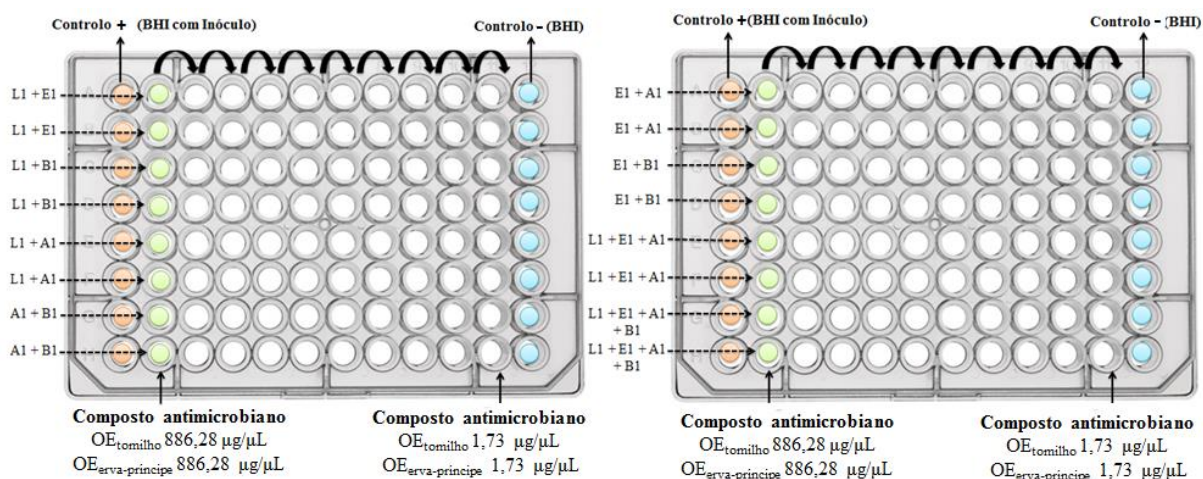 Controlo + (BHI com Inóculo)
Controlo - (BHI)
L1 + E1
L1 + E1
L1 + B1
L1 + B1
L1 + A1
L1 + A1
A1 + B1
A1 + B1
Composto antimicrobiano
OEtomilho 886,28 µg/µL
OEerva-principe 886,28 µg/µL
Composto antimicrobiano
OEtomilho 1,73 µg/µL
OEerva-principe 1,73 µg/µL
Controlo +(BHI com Inóculo)
Controlo - (BHI)
E1 + A1
E1 + A1
E1 + B1
E1 + B1
L1 + E1 + A1
L1 + E1 + A1
L1 + E1 + A1
+ B1
L1 + E1 + A1
+ B1
Composto antimicrobiano
OEtomilho 886,28 µg/µL
OEerva-principe 886,28 µg/µL
Composto antimicrobiano
OEtomilho 1,73 µg/µL
OEerva-principe 1,73 µg/µL